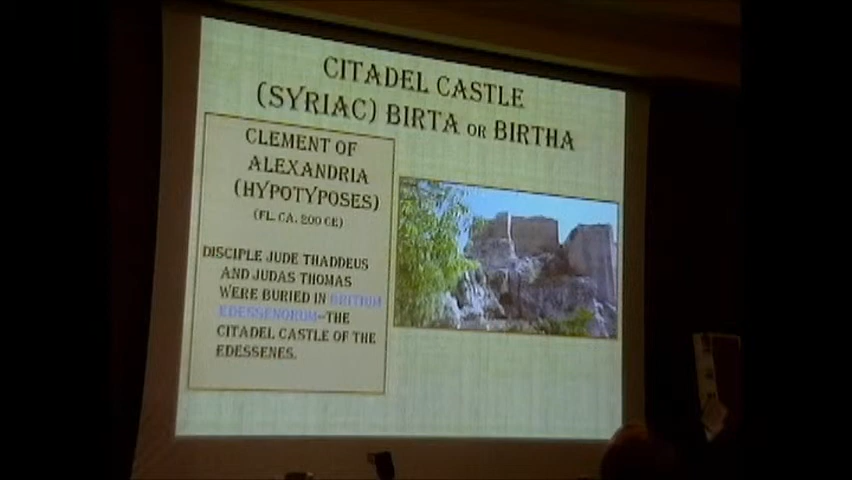 CITADEL CASTLE
(SYRIAC) BIRTA OR BIRTHA
CLEMENT OF
ALEXANDRIA
(HYPOTYPOSES)
(FL. CA. 200 CE)
DISCIPLE JUDE THADDEUS
AND JUDAS THOMAS
WERE BURIED IN BRITIUM
EDESSENORUM–THE
CITADEL CASTLE OF THE
EDESSENES.